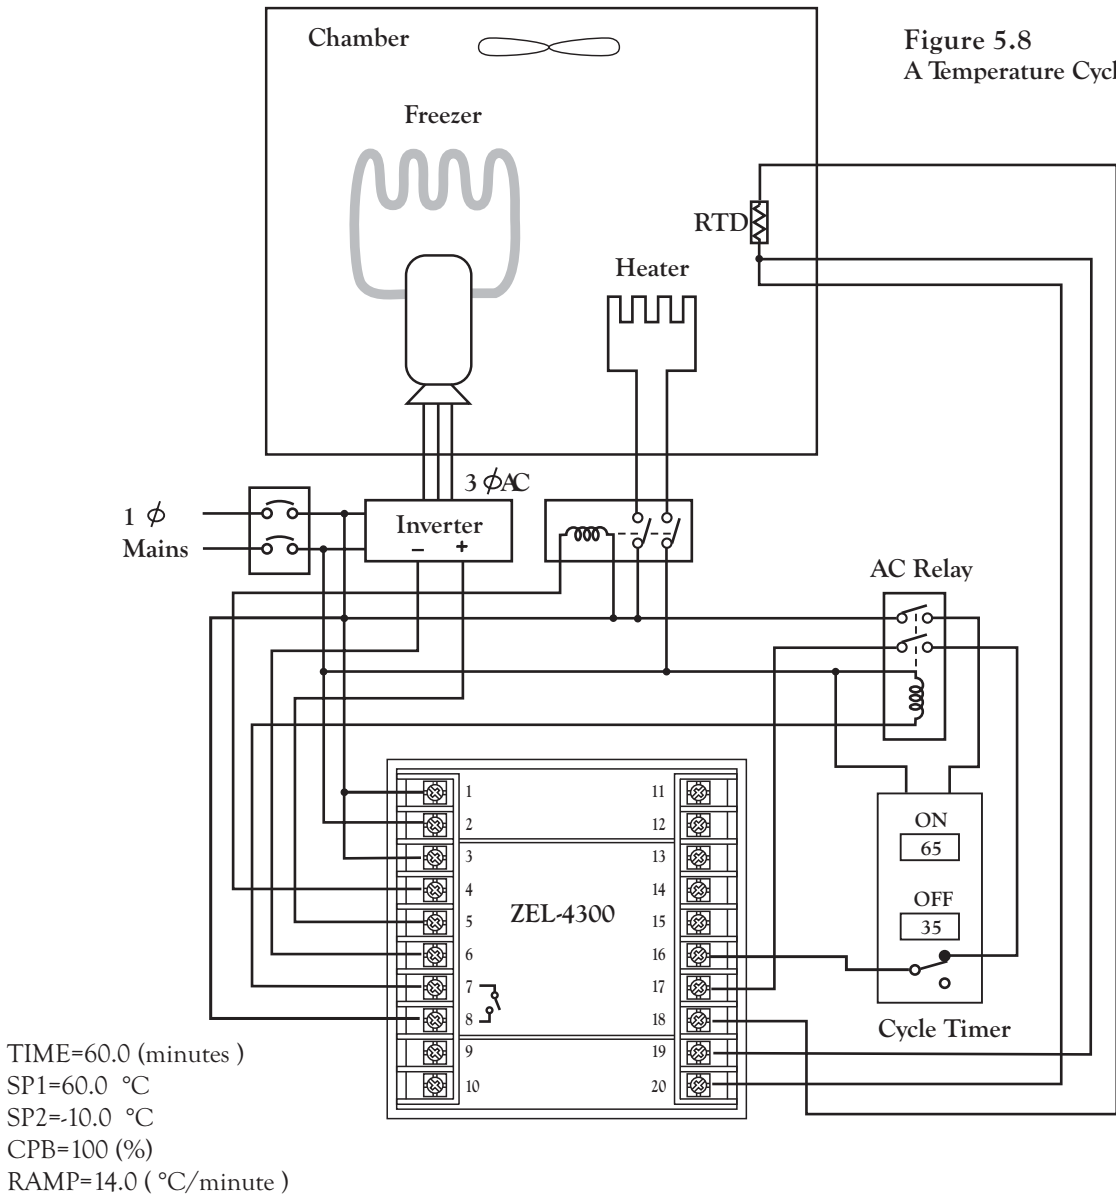 Chamber
Figure 5.8
A Temperature Cycl
Freezer
RTD
Heater
3 ϕ AC
1 ϕ
Mains
Inverter
− +
AC Relay
1
2
3
4
5
6
7
8
9
10
ZEL-4300
11
12
13
14
15
16
17
18
19
20
ON
65
OFF
35
Cycle Timer
TIME=60.0 (minutes )
SP1=60.0 °C
SP2=-10.0 °C
CPB=100 (%)
RAMP=14.0 ( °C/minute )